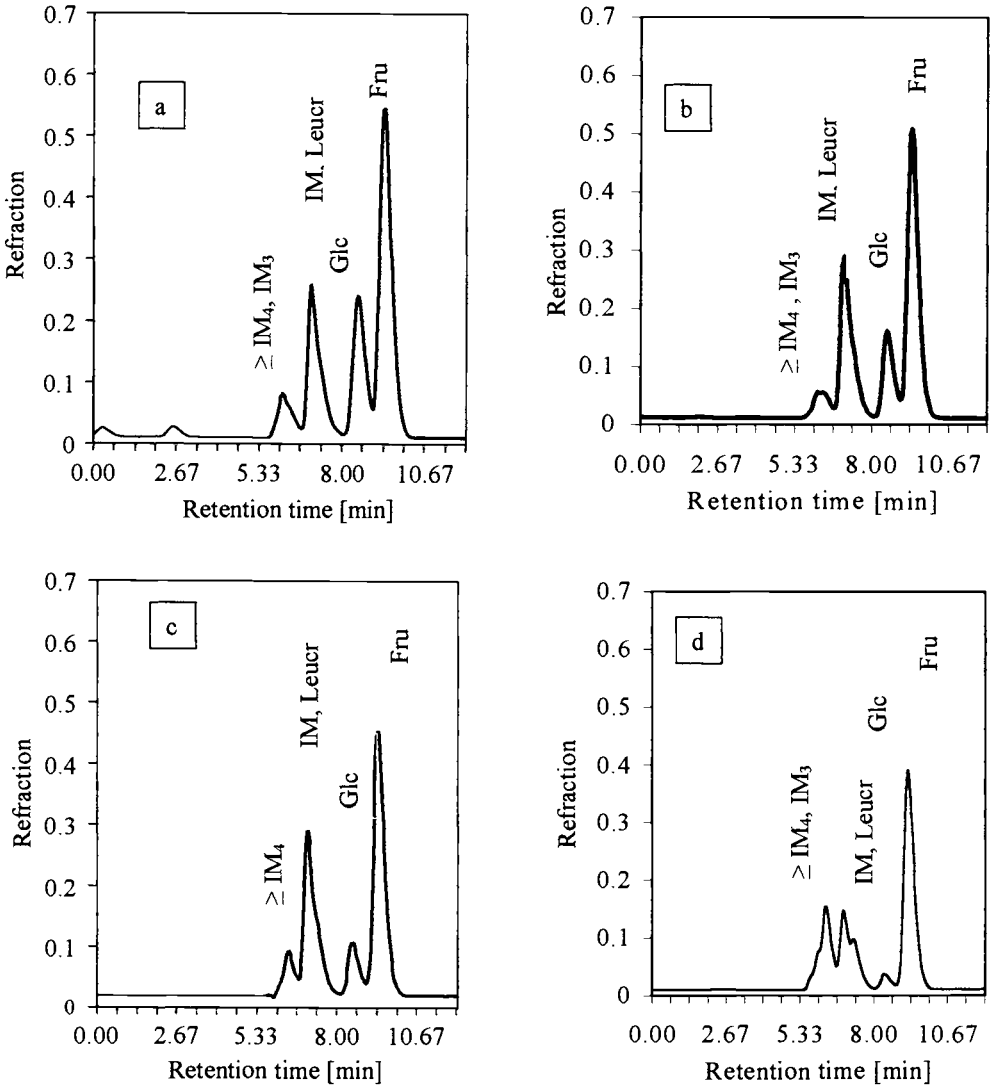 0.7
0.6
0.5
0.4
0.3
0.2
0.1
0
Refraction
a
≥ IM₄, IM₃
IM. Leucr
Glc
Fru
0.00 2.67 5.33 8.00 10.67
Retention time [min]
0.7
0.6
0.5
0.4
0.3
0.2
0.1
0
Refraction
b
≥ IM₄ , IM₃
IM. Leucr
Glc
Fru
0.00 2.67 5.33 8.00 10.67
Retention time [min]
0.7
0.6
0.5
0.4
0.3
0.2
0.1
0
Refraction
c
≥ IM₄
IM, Leucr
Glc
Fru
0.00 2.67 5.33 8.00 10.67
Retention time [min]
0.7
0.6
0.5
0.4
0.3
0.2
0.1
0
Refraction
d
≥ IM₄, IM₃
IM, Leucr
Glc
Fru
0.00 2.67 5.33 8.00 10.67
Retention time [min]